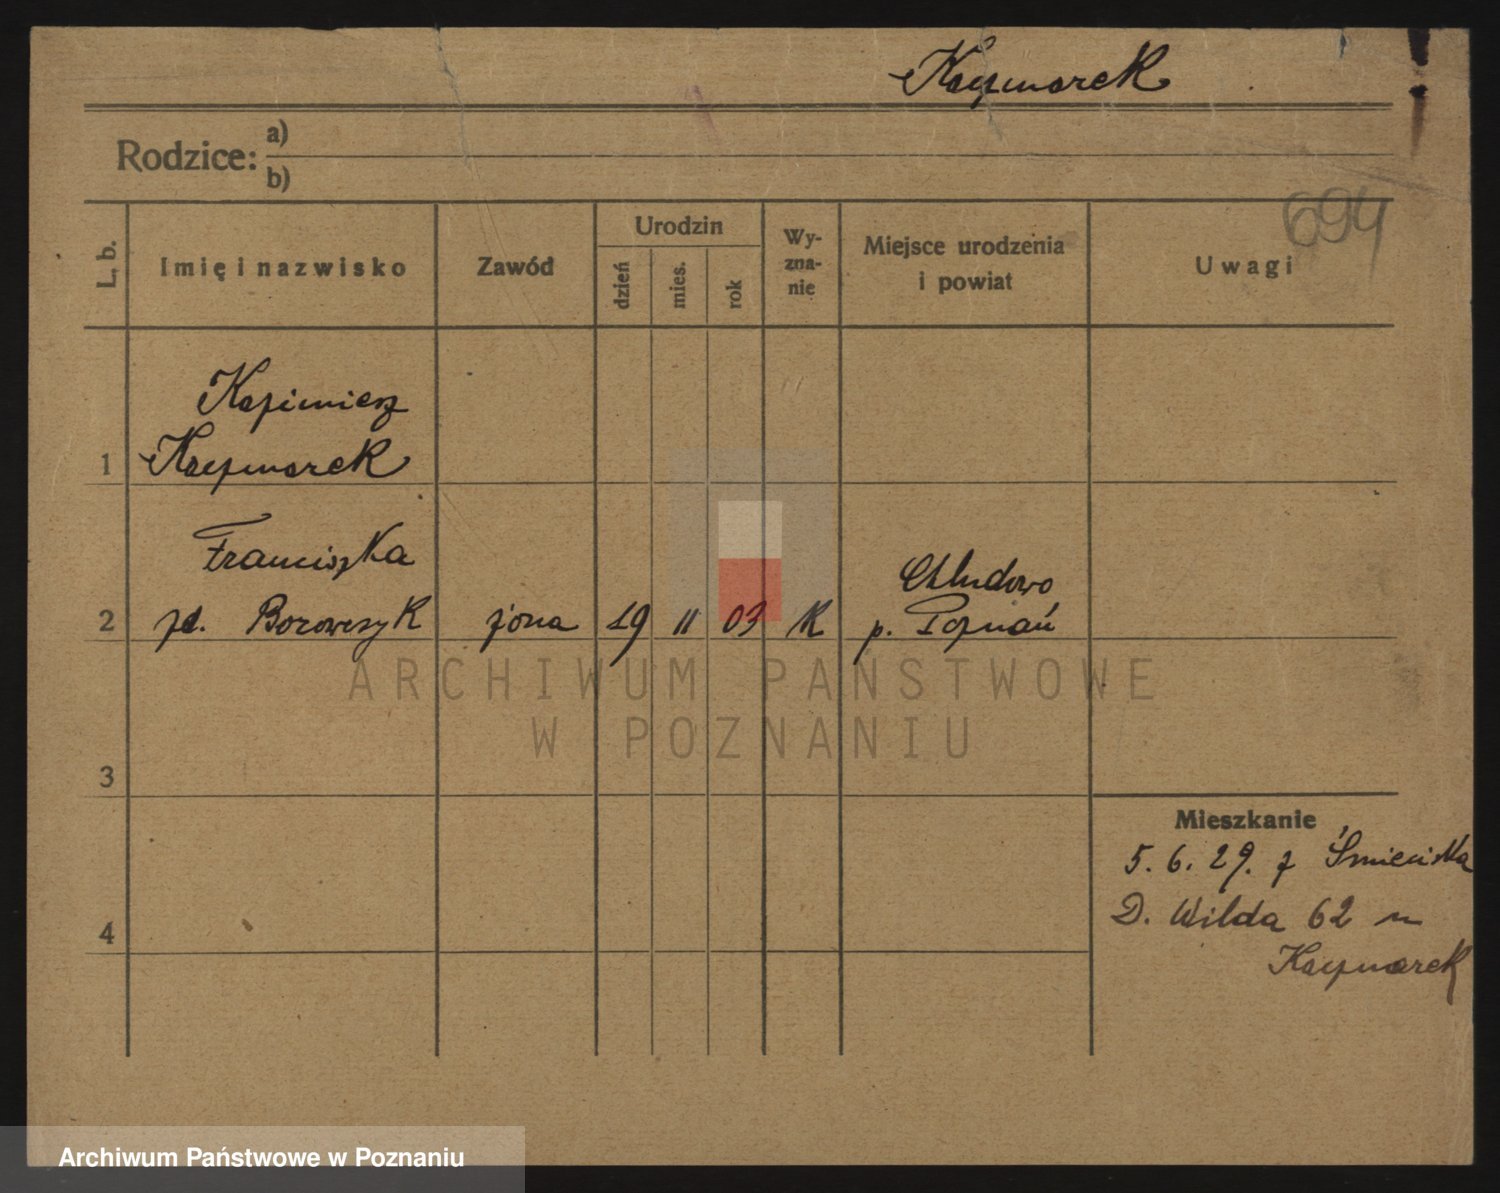 Kaczmarek
694
Rodzice: a)
b)
L. b.
Imię i nazwisko
Zawód
Urodzin
dzień
mies.
rok
Wy-
zna-
nie
Miejsce urodzenia
i powiat
Uwagi
Kazimierz
1 Kaczmarek
Franciszka Chludowo
2 zd. Borowczyk żona 19 11 03 K p. Poznań
ARCHIWUM PAŃSTWOWE
W POZNANIU
3
Mieszkanie
5. 6. 29. z
4 D. Wilda 62 u
Kaczmarek
Archiwum Państwowe w Poznaniu